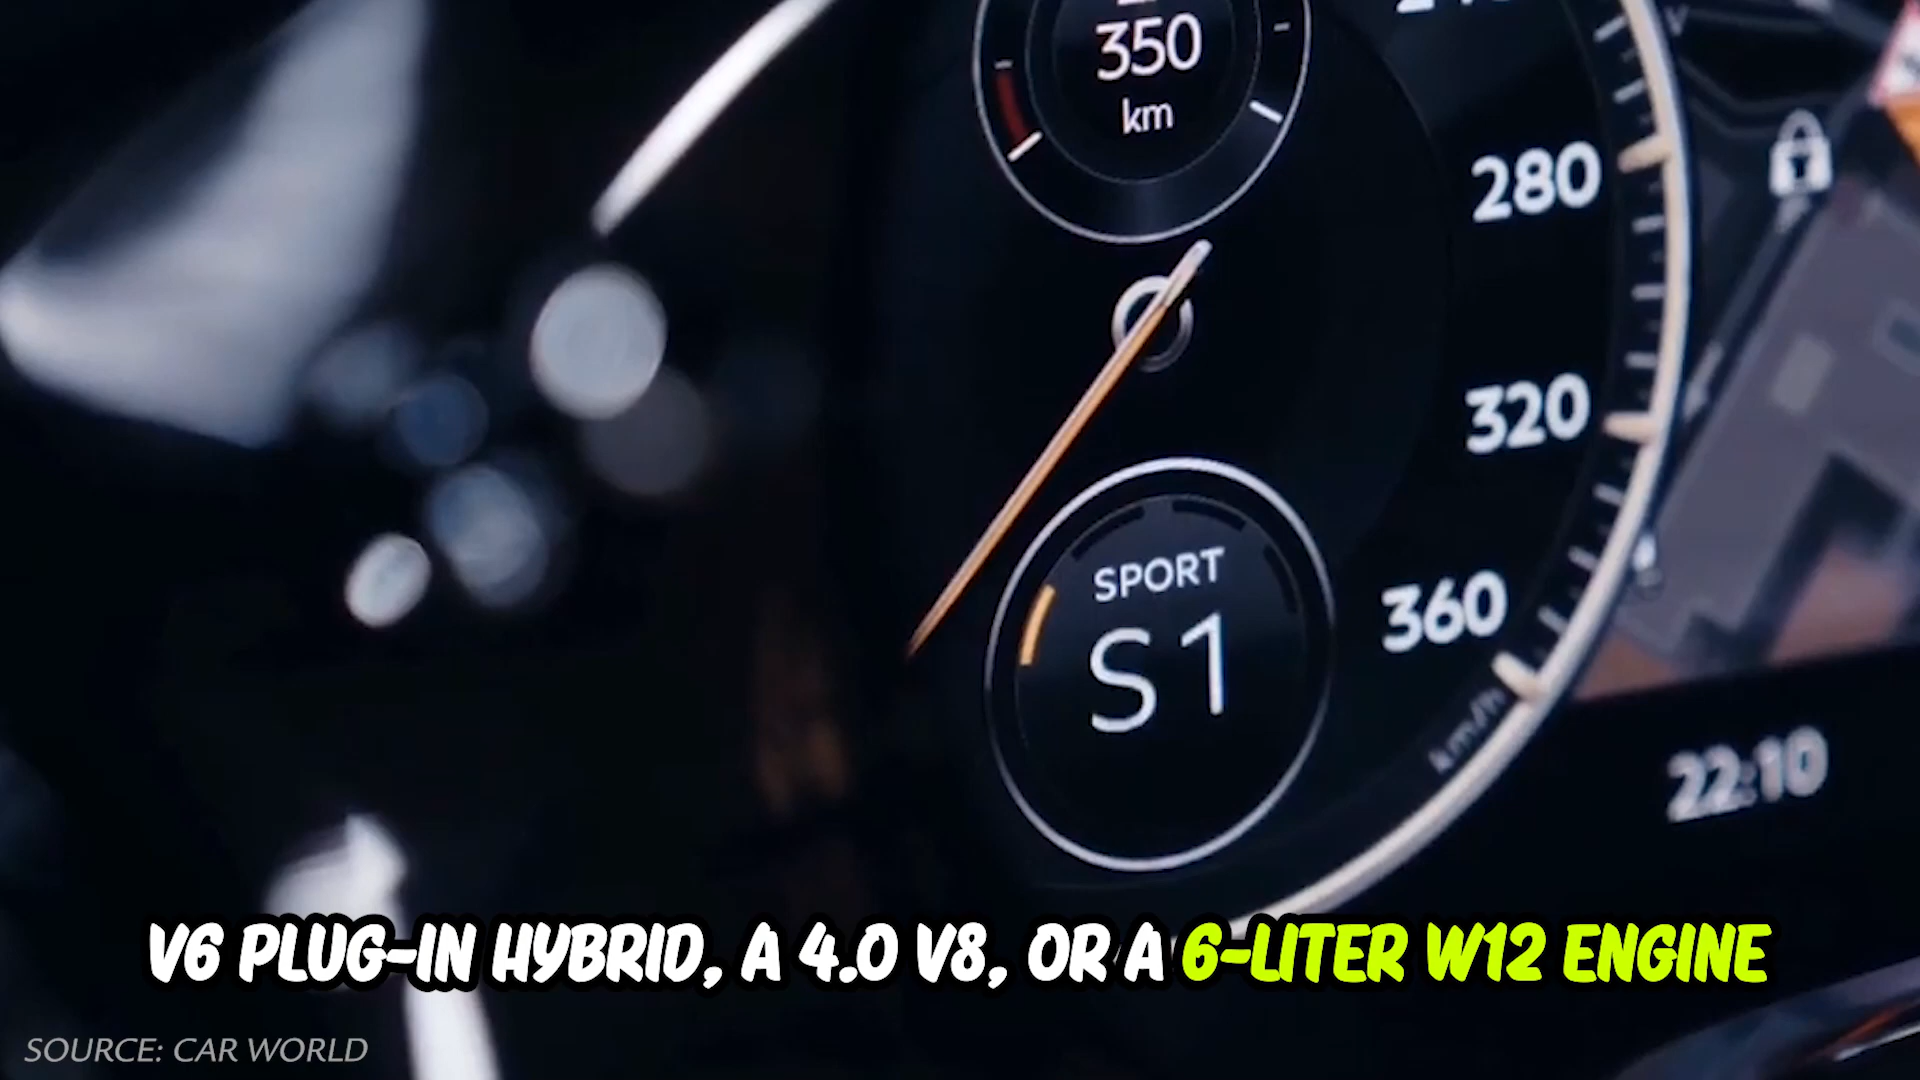 350
km
280
320
360
km/h
SPORT
S 1
22:10
V6 PLUG-IN HYBRID, A 4.0 V8, OR A 6-LITER W12 ENGINE
SOURCE: CAR WORLD